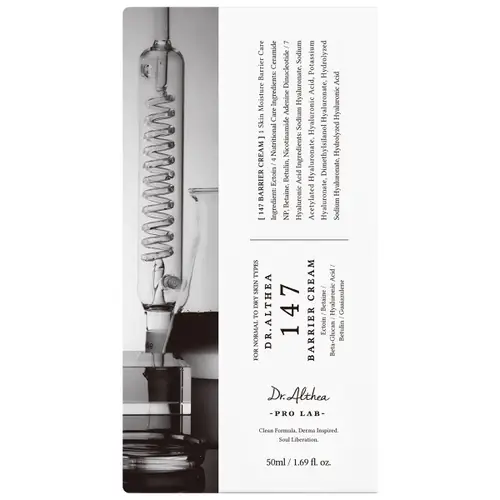 [ 147 BARRIER CREAM ] 1 Skin Moisture Barrier Care
Ingredient: Ectoin / 4 Nutritional Care Ingredients: Ceramide
NP, Betaine, Betulin, Nicotinamide Adenine Dinucleotide / 7
Hyaluronic Acid Ingredients: Sodium Hyaluronate, Sodium
Acetylated Hyaluronate, Hyaluronic Acid, Potassium
Hyaluronate, Dimethylsilanol Hyaluronate, Hydrolyzed
Sodium Hyaluronate, Hydrolyzed Hyaluronic Acid
FOR NORMAL TO DRY SKIN TYPES
DR.ALTHEA
147
BARRIER CREAM
Ectoin / Betaine /
Beta-Glucan / Hyaluronic Acid /
Betulin / Guaiazulene
Dr. Althea
-PRO LAB-
Clean Formula, Derma Inspired.
Soul Liberation.
50ml / 1.69 fl. oz.